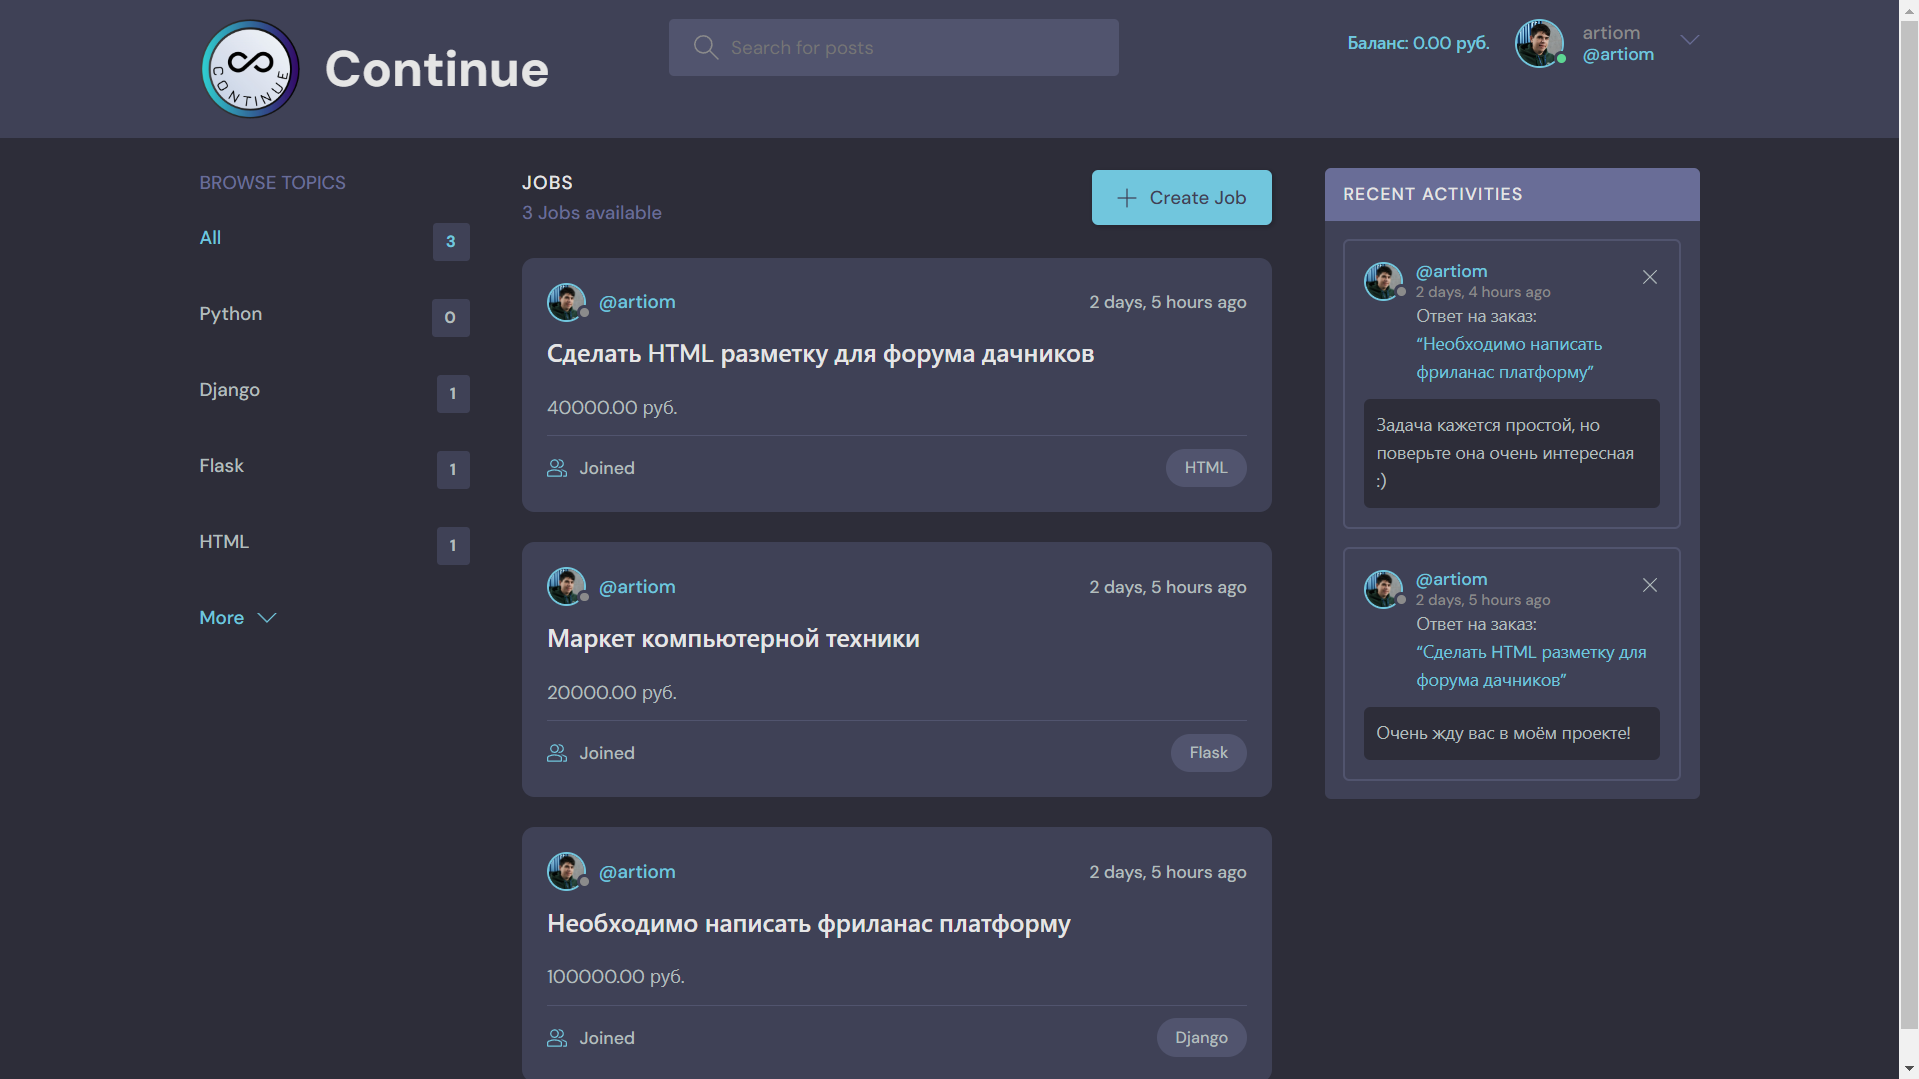 CONTINUE
Continue
Search for posts
Баланс: 0.00 руб.
artiom
@artiom
BROWSE TOPICS
All
3
Python
0
Django
1
Flask
1
HTML
1
More
JOBS
3 Jobs available
Create Job
@artiom
2 days, 5 hours ago
Сделать HTML разметку для форума дачников
40000.00 руб.
Joined
HTML
@artiom
2 days, 5 hours ago
Маркет компьютерной техники
20000.00 руб.
Joined
Flask
@artiom
2 days, 5 hours ago
Необходимо написать фриланас платформу
100000.00 руб.
Joined
Django
RECENT ACTIVITIES
@artiom
2 days, 4 hours ago
Ответ на заказ:
“Необходимо написать
фриланас платформу”
Задача кажется простой, но
поверьте она очень интересная
:)
@artiom
2 days, 5 hours ago
Ответ на заказ:
“Сделать HTML разметку для
форума дачников”
Очень жду вас в моём проекте!